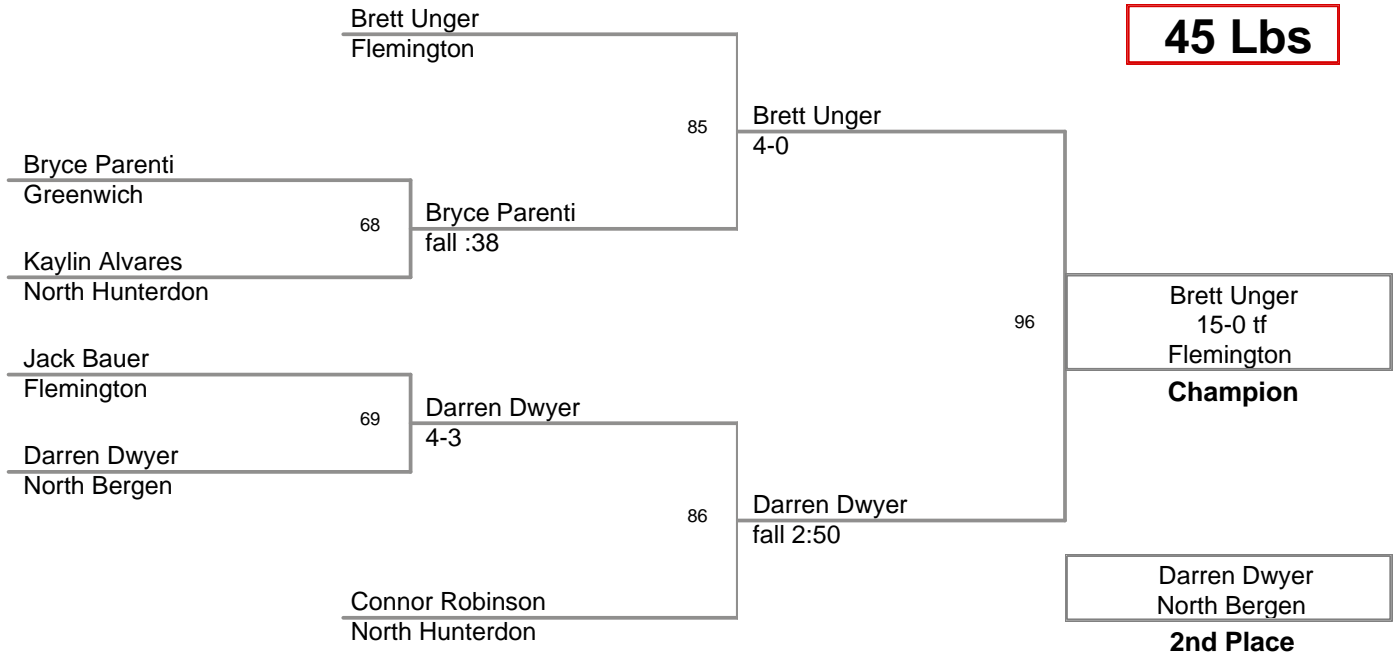 Brett Unger
Flemington
45 Lbs
85
Brett Unger
4-0
Bryce Parenti
Greenwich
68
Bryce Parenti
fall :38
Kaylin Alvares
North Hunterdon
96
Brett Unger
15-0 tf
Flemington
Champion
Jack Bauer
Flemington
69
Darren Dwyer
4-3
Darren Dwyer
North Bergen
86
Darren Dwyer
fall 2:50
Connor Robinson
North Hunterdon
Darren Dwyer
North Bergen
2nd Place